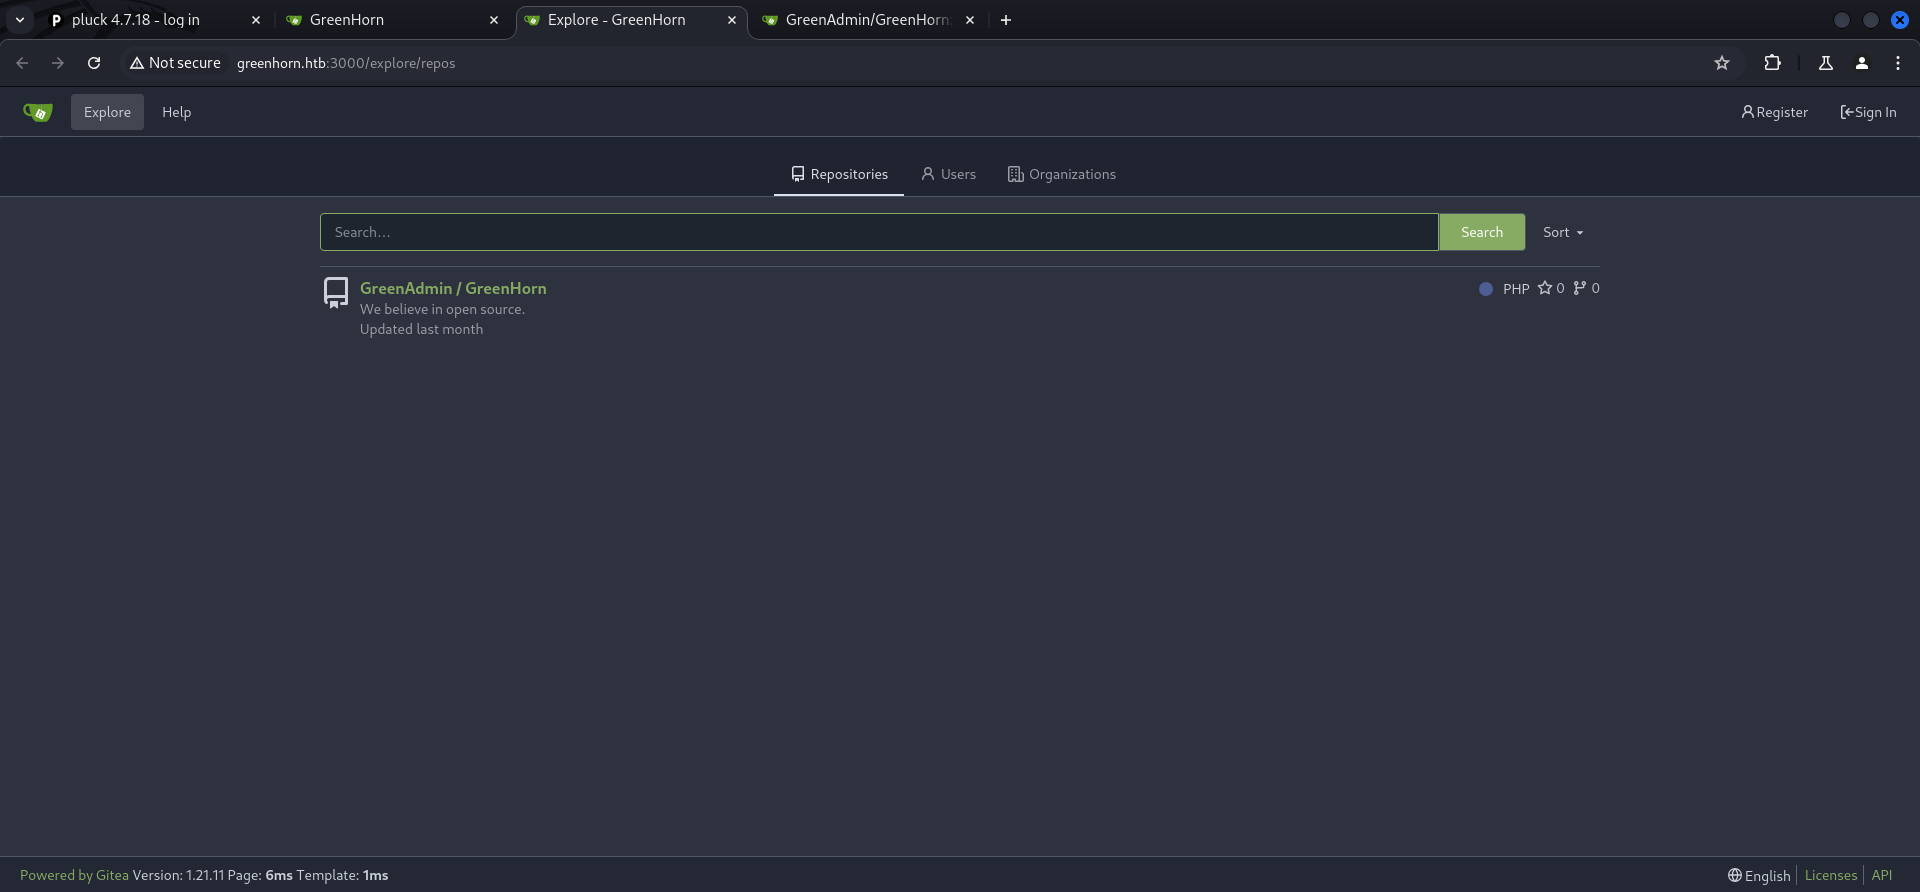 pluck 4.7.18 - log in
GreenHorn
Explore - GreenHorn
GreenAdmin/GreenHorn
Not secure
greenhorn.htb:3000/explore/repos
Explore
Help
Register
Sign In
Repositories
Users
Organizations
Search...
Search
Sort
GreenAdmin / GreenHorn
PHP
0
0
We believe in open source.
Updated last month
Powered by Gitea Version: 1.21.11 Page: 6ms Template: 1ms
English
Licenses
API